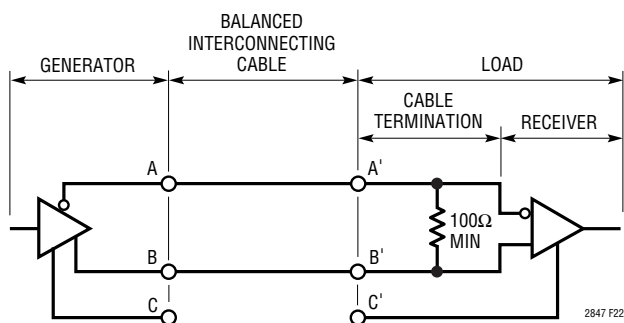 BALANCED
INTERCONNECTING
CABLE
GENERATOR
LOAD
CABLE
TERMINATION
RECEIVER
A
A'
100Ω
MIN
B
B'
C
C'
2847 F22